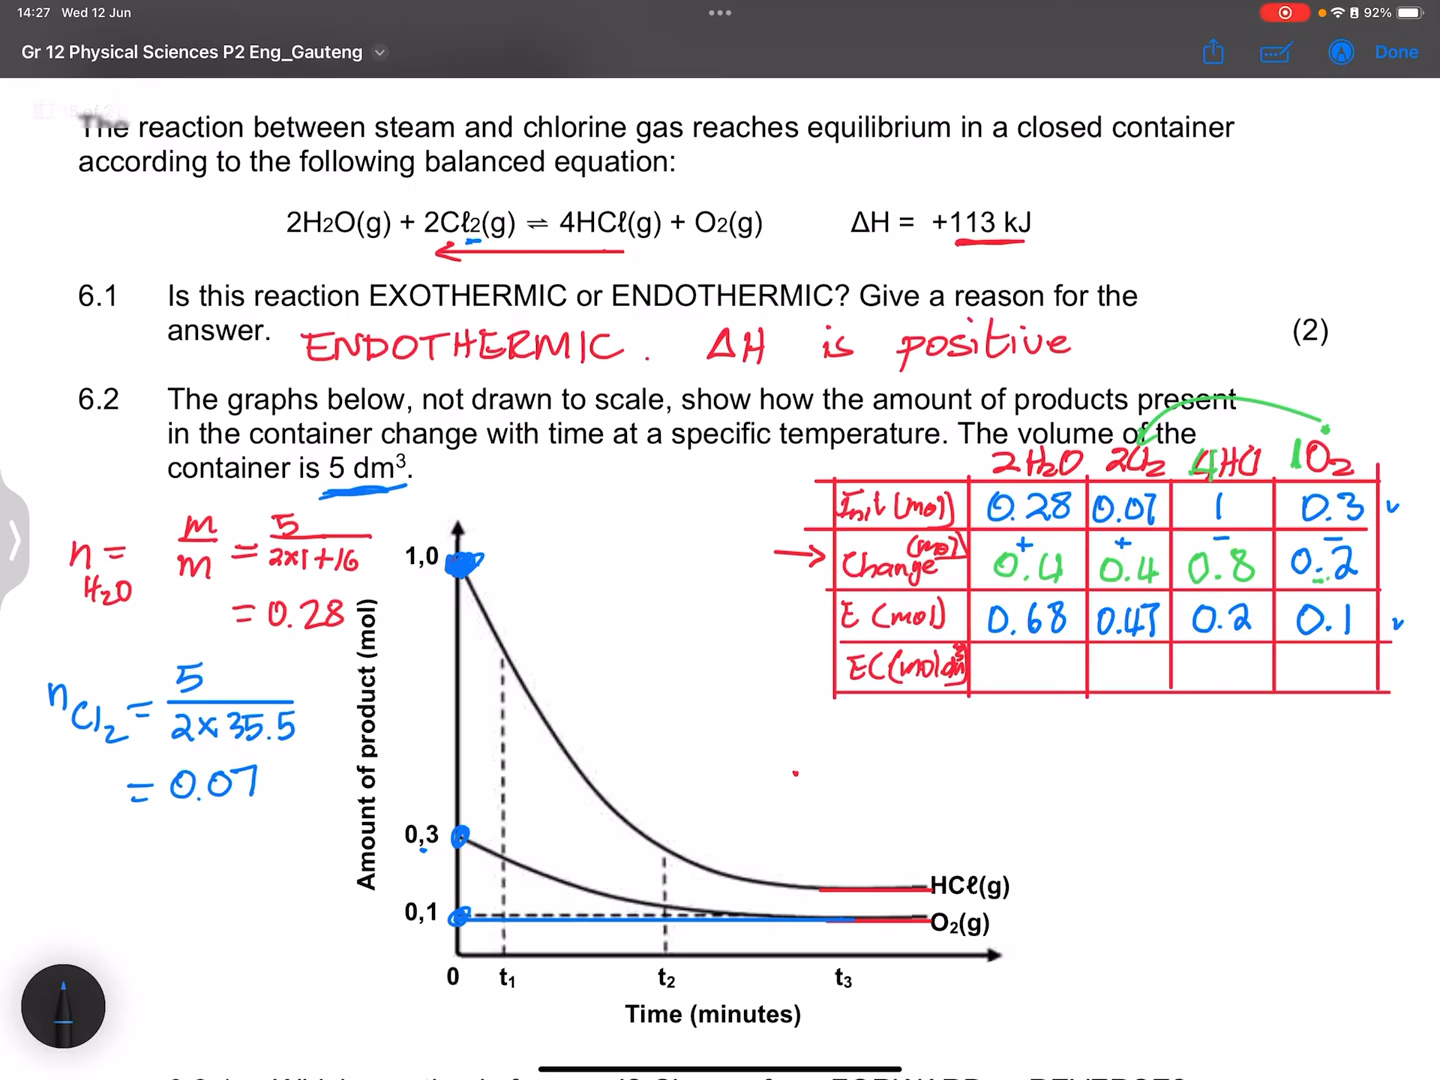 14:27 Wed 12 Jun
92%
Gr 12 Physical Sciences P2 Eng_Gauteng
Done
The reaction between steam and chlorine gas reaches equilibrium in a closed container
according to the following balanced equation:
2H2O(g) + 2Cℓ2(g) ⇌ 4HCℓ(g) + O2(g) ΔH = +113 kJ
6.1 Is this reaction EXOTHERMIC or ENDOTHERMIC? Give a reason for the
answer. ENDOTHERMIC. ΔH is positive (2)
6.2 The graphs below, not drawn to scale, show how the amount of products present
in the container change with time at a specific temperature. The volume of the
container is 5 dm³.
2H2O 2Cl2 4HCl 1O2
Init (mol) 0.28 0.07 1 0.3
Change (mol) +0.4 +0.4 -0.8 -0.2
E (mol) 0.68 0.47 0.2 0.1
EC (mol dm³)
n H2O = m/m = 5/2x1+16
= 0.28
nCl2 = 5/2x35.5
= 0.07
Amount of product (mol)
1,0
0,3
0,1
HCℓ(g)
O2(g)
0 t1 t2 t3
Time (minutes)